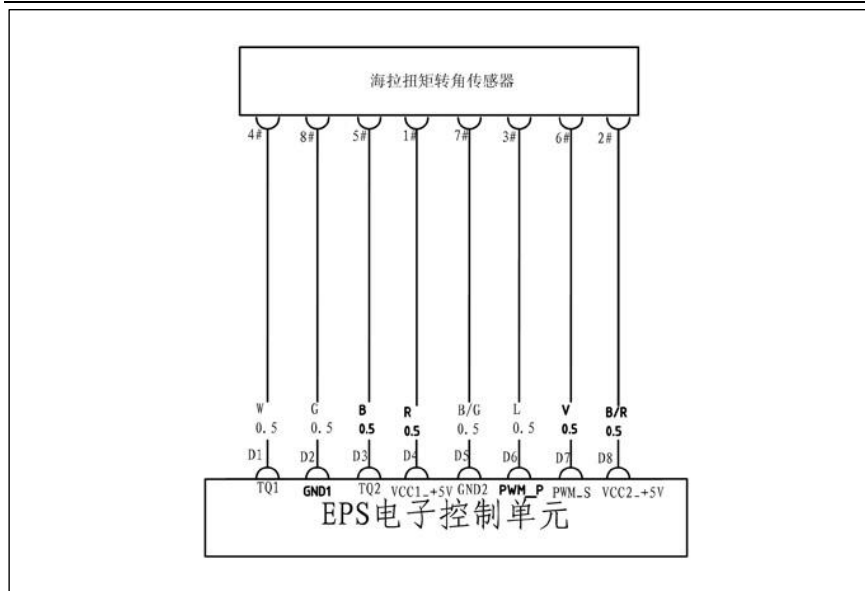 海拉扭矩转角传感器
4# 8# 5# 1# 7# 3# 6# 2#
W G B R B/G L V B/R
0.5 0.5 0.5 0.5 0.5 0.5 0.5 0.5
D1 D2 D3 D4 D5 D6 D7 D8
TQ1 GND1 TQ2 VCC1_+5V GND2 PWM_P PWM_S VCC2_+5V
EPS电子控制单元